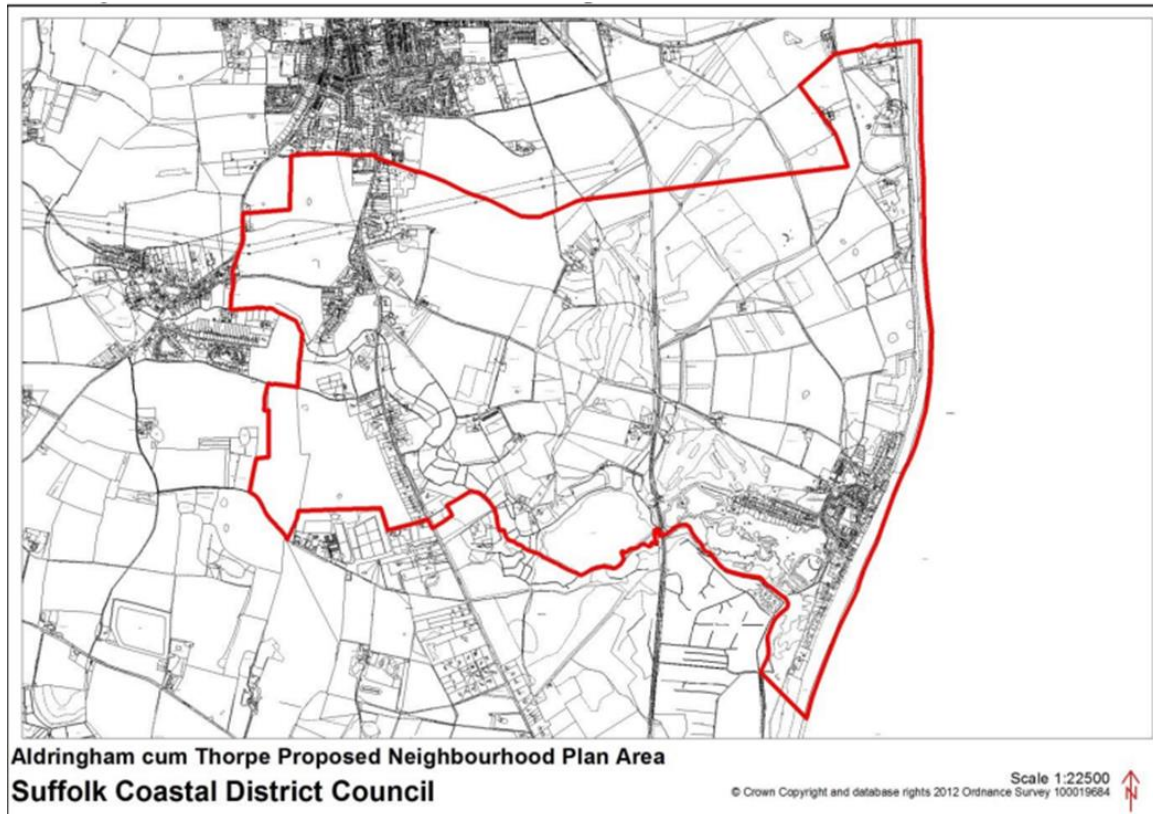 Aldringham cum Thorpe Proposed Neighbourhood Plan Area
Suffolk Coastal District Council
Scale 1:22500
© Crown Copyright and database rights 2012 Ordnance Survey 100019684
N